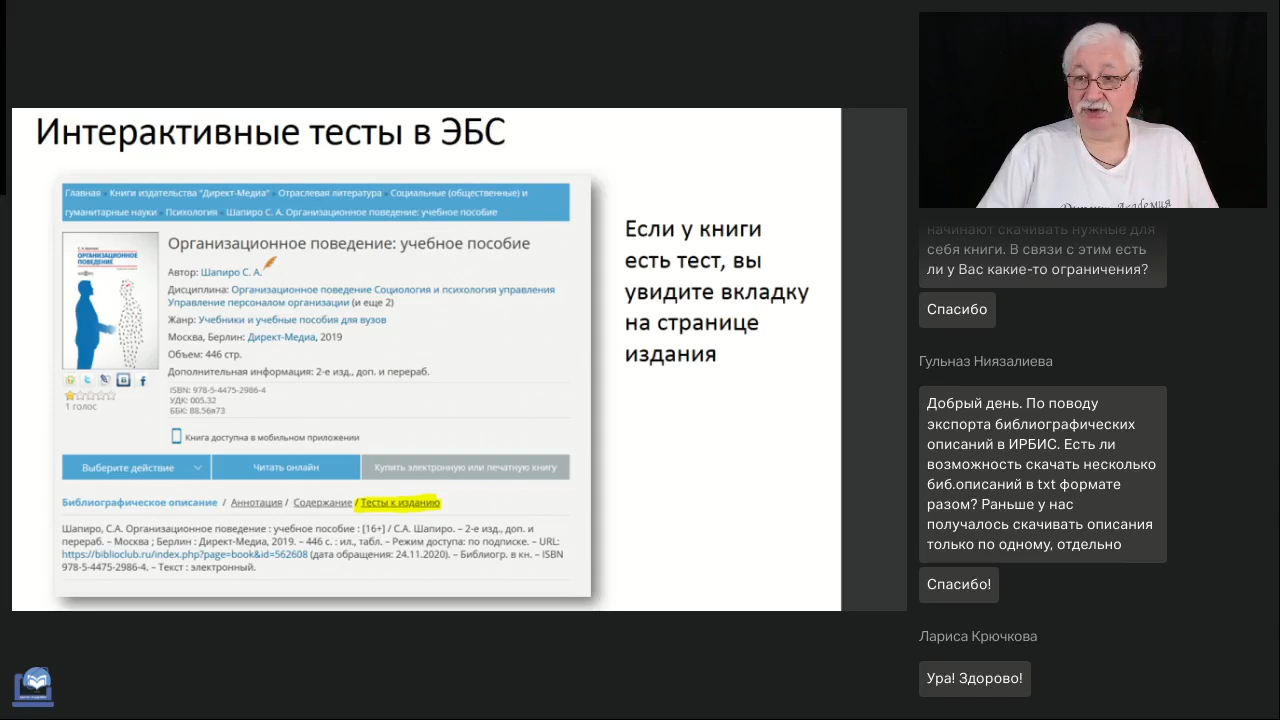 Интерактивные тесты в ЭБС
Главная Книги издательства "Директ-Медиа" Отраслевая литература Социальные (общественные) и
гуманитарные науки Психология Шапиро С. А. Организационное поведение: учебное пособие
ОРГАНИЗАЦИОННОЕ
ПОВЕДЕНИЕ
1 голос
Организационное поведение: учебное пособие
Автор: Шапиро С. А.
Дисциплина: Организационное поведение Социология и психология управления
Управление персоналом организации (и еще 2)
Жанр: Учебники и учебные пособия для вузов
Москва, Берлин: Директ-Медиа, 2019
Объем: 446 стр.
Дополнительная информация: 2-е изд., доп. и перераб.
ISBN: 978-5-4475-2986-4
УДК: 005.32
ББК: 88.56я73
Книга доступна в мобильном приложении
Выберите действие
Читать онлайн
Купить электронную или печатную книгу
Библиографическое описание / Аннотация / Содержание / Тесты к изданию
Шапиро, С.А. Организационное поведение : учебное пособие : [16+] / С.А. Шапиро. – 2-е изд., доп. и
перераб. – Москва ; Берлин : Директ-Медиа, 2019. – 446 с. : ил., табл. – Режим доступа: по подписке. – URL:
https://biblioclub.ru/index.php?page=book&id=562608 (дата обращения: 24.11.2020). – Библиогр. в кн. – ISBN
978-5-4475-2986-4. – Текст : электронный.
Если у книги
есть тест, вы
увидите вкладку
на странице
издания
Академия
начинают скачивать нужные для
себя книги. В связи с этим есть
ли у Вас какие-то ограничения?
Спасибо
Гульназ Ниязалиева
Добрый день. По поводу
экспорта библиографических
описаний в ИРБИС. Есть ли
возможность скачать несколько
биб.описаний в txt формате
разом? Раньше у нас
получалось скачивать описания
только по одному, отдельно
Спасибо!
Лариса Крючкова
Ура! Здорово!